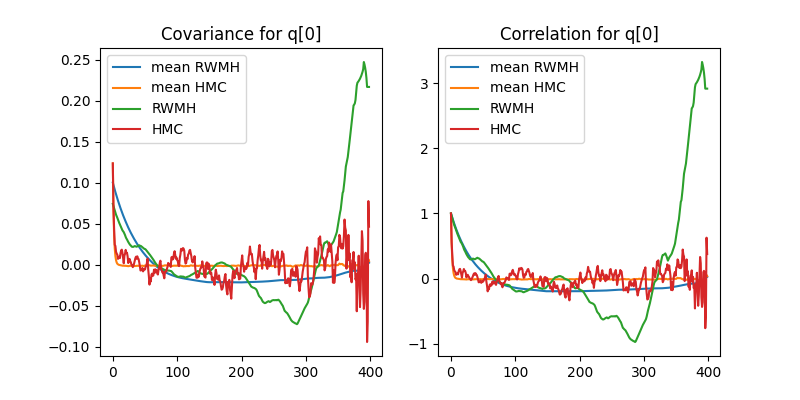 Covariance for q[0]
mean RWMH
mean HMC
RWMH
HMC
0.25
0.20
0.15
0.10
0.05
0.00
−0.05
−0.10
0 100 200 300 400
Correlation for q[0]
mean RWMH
mean HMC
RWMH
HMC
3
2
1
0
−1
0 100 200 300 400